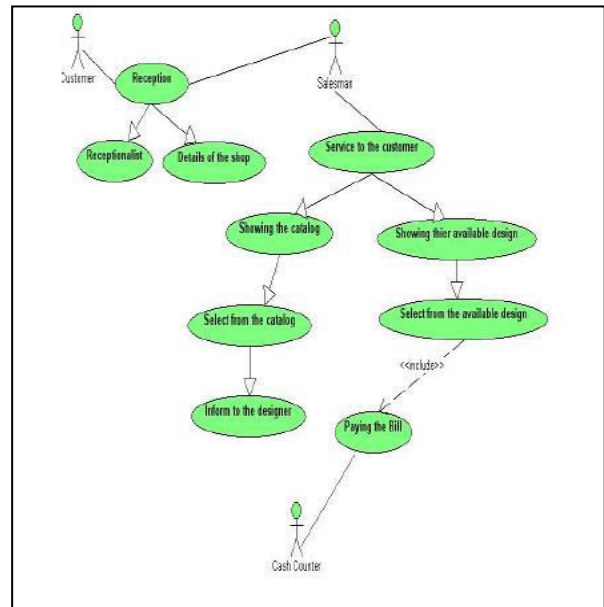 Customer
Salesman
Reception
Receptionalist
Details of the shop
Service to the customer
Showing the catalog
Showing thier available design
Select from the catalog
Select from the available design
<<include>>
Inform to the designer
Paying the Bill
Cash Counter